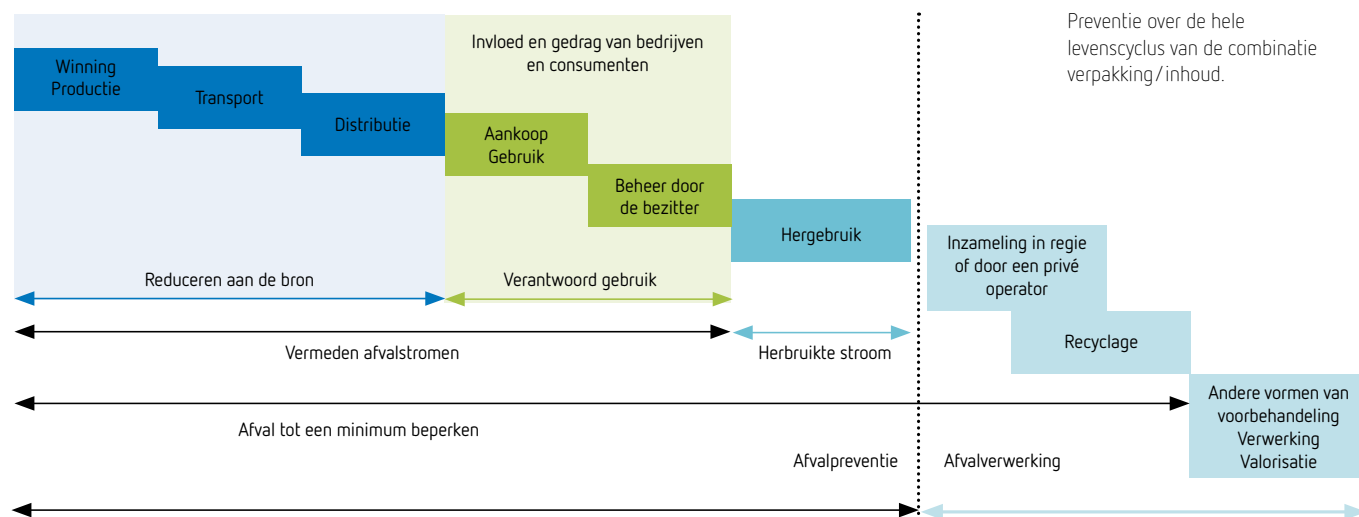 Preventie over de hele
levenscyclus van de combinatie
verpakking/inhoud.
Invloed en gedrag van bedrijven
en consumenten
Winning
Productie
Transport
Distributie
Aankoop
Gebruik
Beheer door
de bezitter
Hergebruik
Inzameling in regie
of door een privé
operator
Recyclage
Andere vormen van
voorbehandeling
Verwerking
Valorisatie
Reduceren aan de bron
Verantwoord gebruik
Vermeden afvalstromen
Herbruikte stroom
Afval tot een minimum beperken
Afvalpreventie
Afvalverwerking